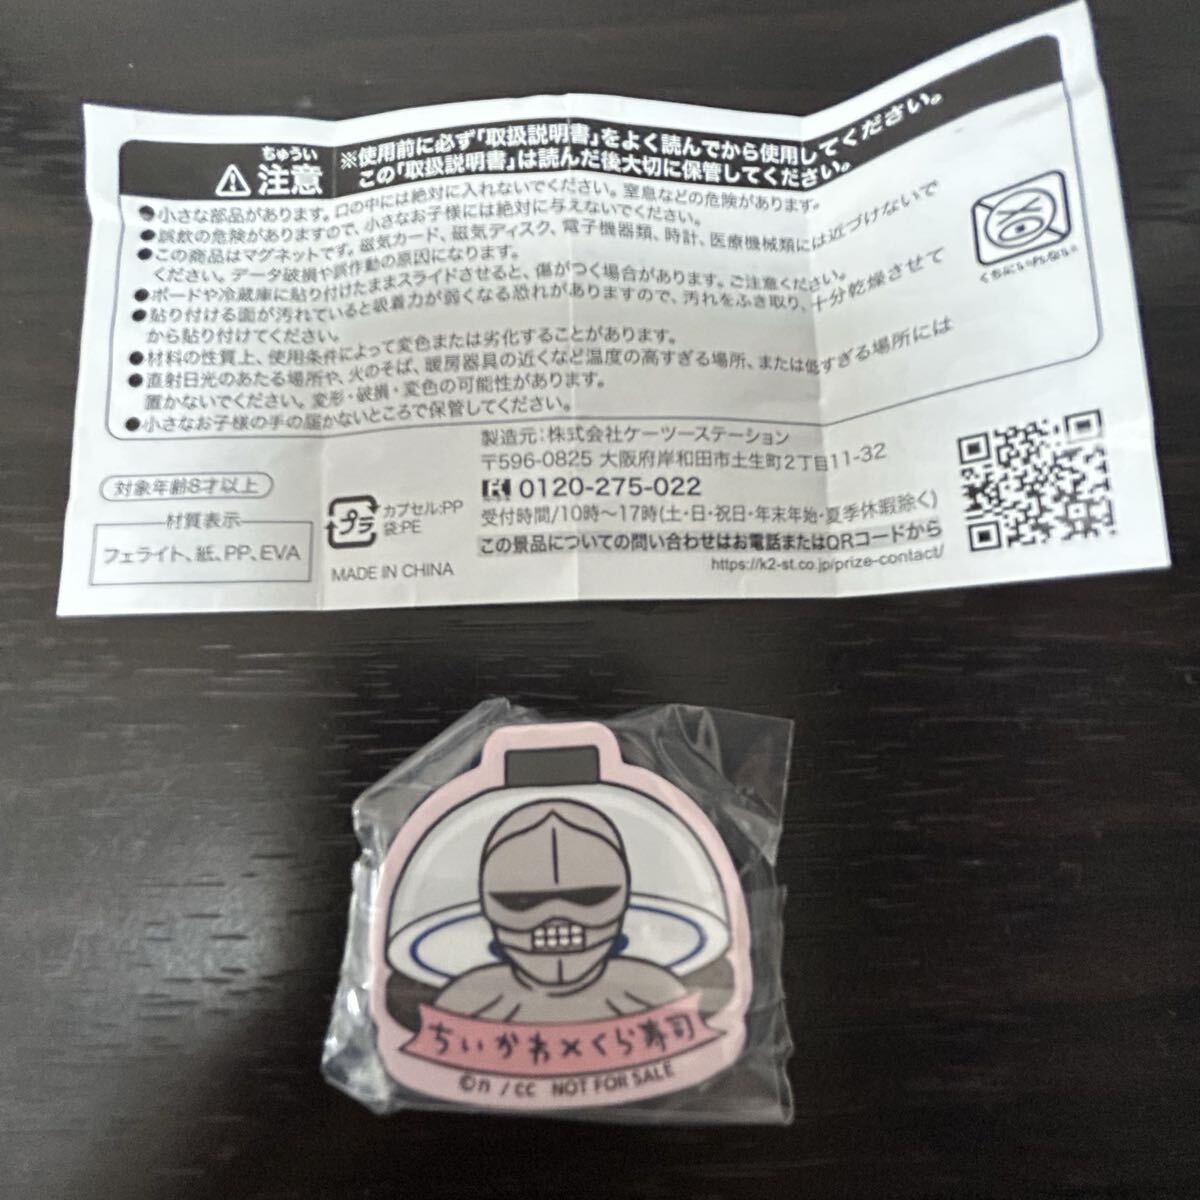 ちゅうい
⚠ 注意
※使用前に必ず「取扱説明書」をよく読んでから使用してください。
この「取扱説明書」は読んだ後大切に保管してください。
●小さな部品があります。口の中には絶対に入れないでください。窒息などの危険があります。
●誤飲の危険がありますので、小さなお子様には絶対に与えないでください。
●この商品はマグネットです。磁気カード、磁気ディスク、電子機器類、時計、医療機械類には近づけないで
ください。データ破損や誤作動の原因になります。
●ボードや冷蔵庫に貼り付けたままスライドさせると、傷がつく場合があります。ご注意ください。
●貼り付ける面が汚れていると吸着力が弱くなる恐れがありますので、汚れをふき取り、十分乾燥させて
から貼り付けてください。
●材料の性質上、使用条件によって変色または劣化することがあります。
●直射日光のあたる場所や、火のそば、暖房器具の近くなど温度の高すぎる場所、または低すぎる場所には
置かないでください。変形・破損・変色の可能性があります。
●小さなお子様の手の届かないところで保管してください。
くちにいれない
対象年齢8才以上
材質表示
フェライト、紙、PP、EVA
プラ
カプセル:PP
袋:PE
MADE IN CHINA
製造元:株式会社ケーツーステーション
〒596-0825 大阪府岸和田市土生町2丁目11-32
0120-275-022
受付時間/10時〜17時(土・日・祝日・年末年始・夏季休暇除く)
この景品についての問い合わせはお電話またはQRコードから
https://k2-st.co.jp/prize-contact/
ちいかわ×くら寿司
©n / CC NOT FOR SALE